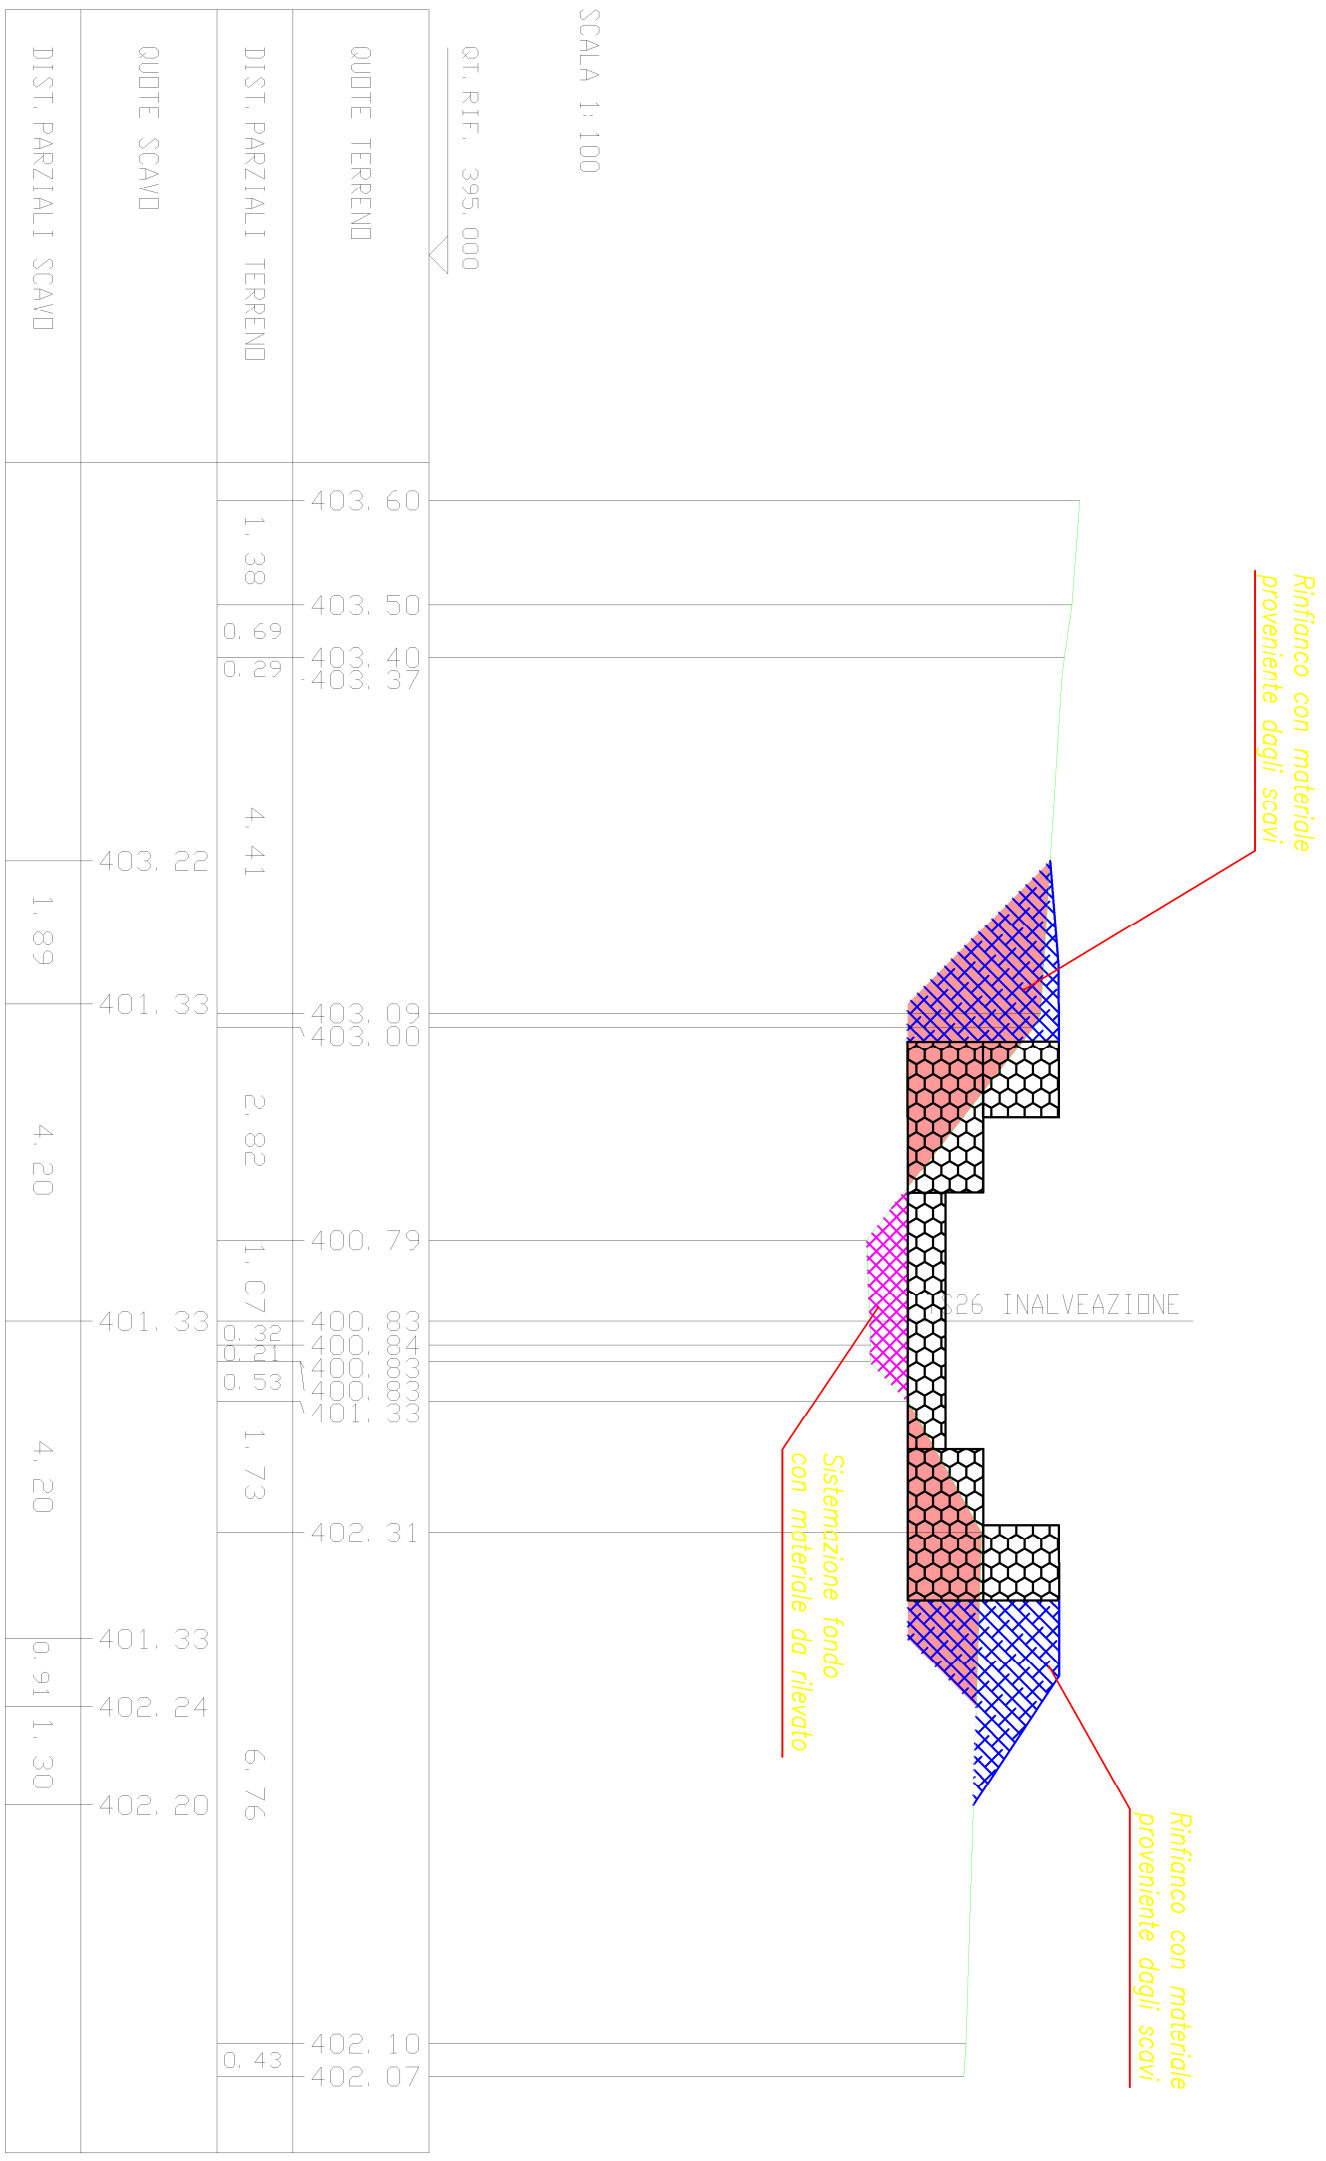 SCALA 1:100
QT.RIF. 395.000
Rinfianco con materiale
proveniente dagli scavi
Sistemazione fondo
con materiale da rilevato
Rinfianco con materiale
proveniente dagli scavi
S26 INALVEAZIONE
QUOTE TERRENO
403.60
403.50
403.40
403.37
403.09
403.00
400.79
400.83
400.84
400.83
400.83
401.33
402.31
402.10
402.07
DIST.PARZIALI TERRENO
1.38
0.69
0.29
4.41
2.82
1.07
0.32
0.21
0.53
1.73
6.76
0.43
QUOTE SCAVO
403.22
401.33
401.33
401.33
402.24
402.20
DIST.PARZIALI SCAVO
1.89
4.20
4.20
0.91
1.30